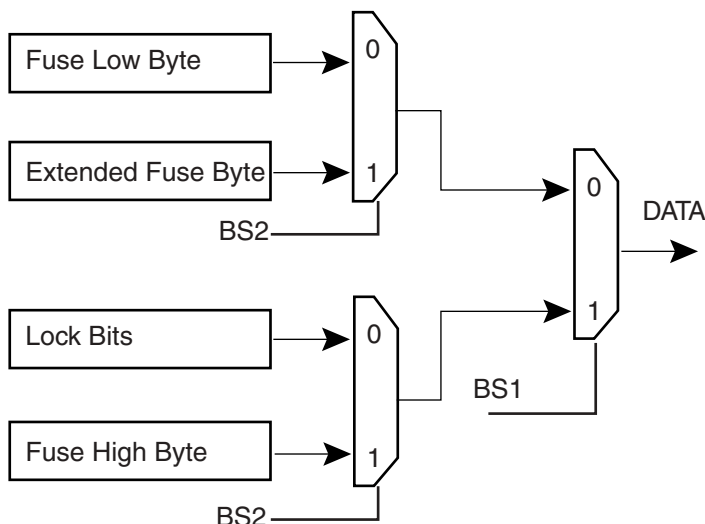 Fuse Low Byte
0
Extended Fuse Byte
1
BS2
0
DATA
Lock Bits
0
1
BS1
Fuse High Byte
1
BS2